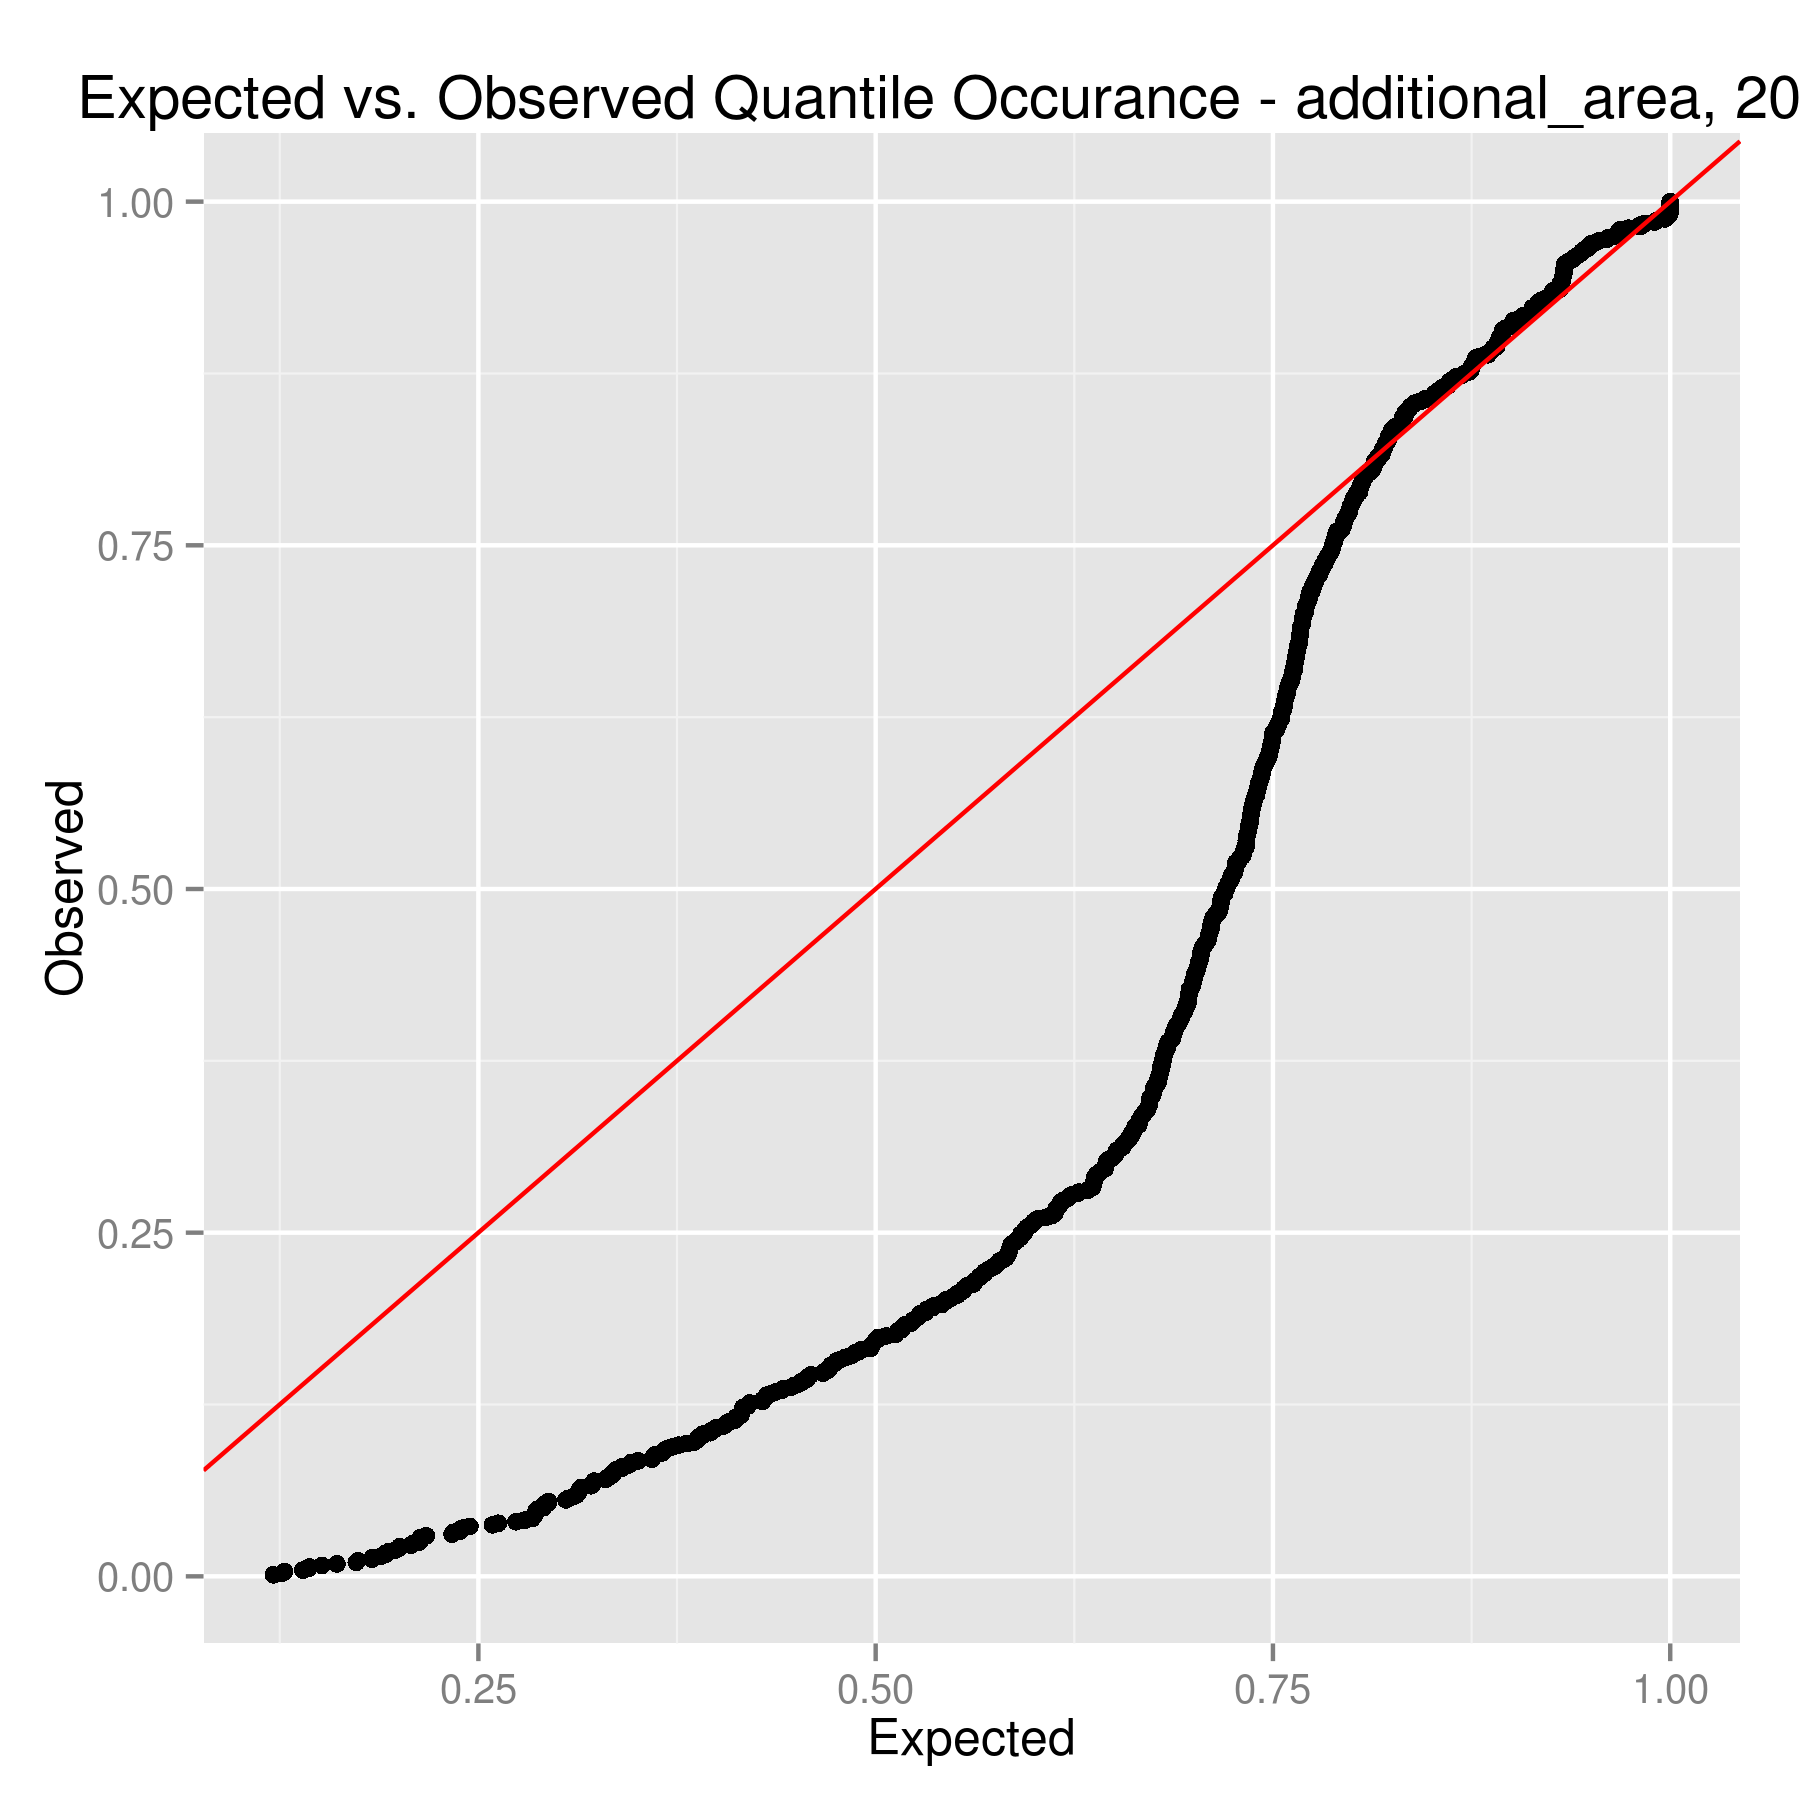 Expected vs. Observed Quantile Occurance - additional_area, 20
1.00
0.75
0.50
0.25
0.00
Observed
0.25 0.50 0.75 1.00
Expected